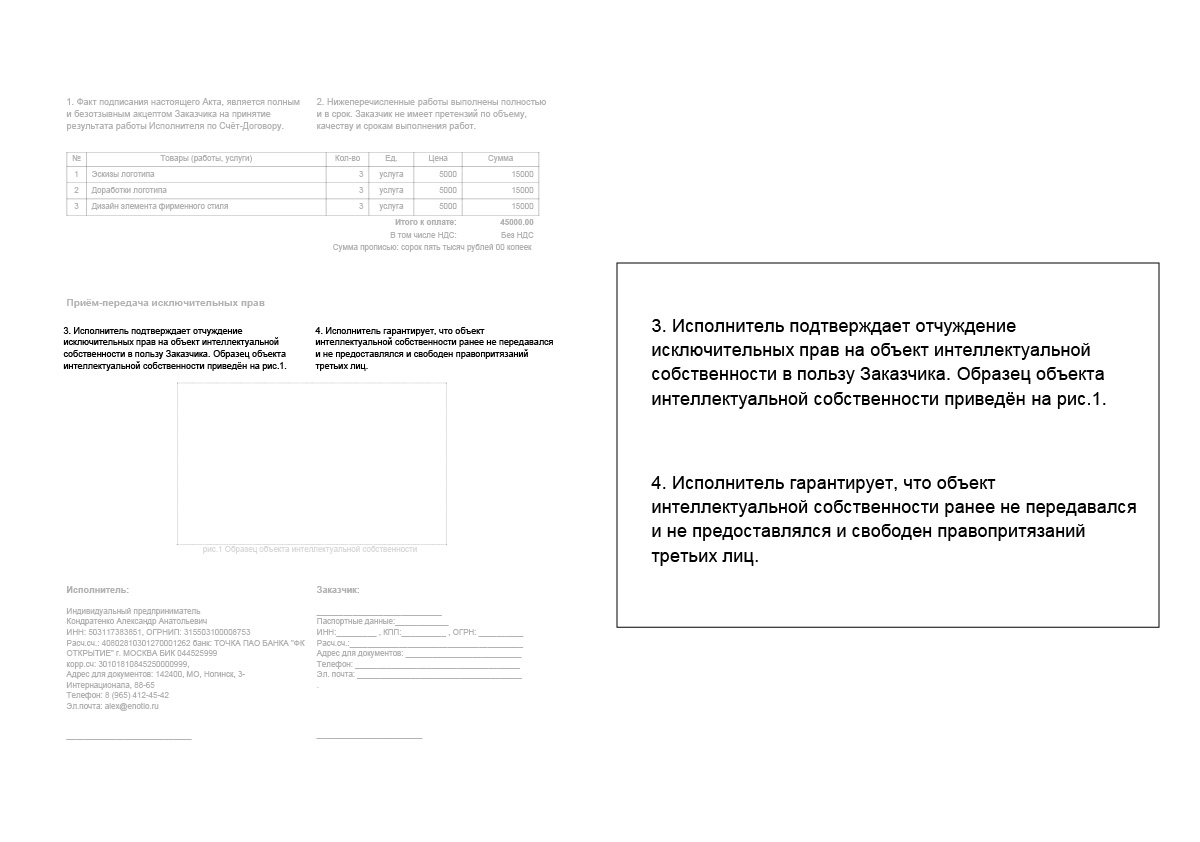 1. Факт подписания настоящего Акта, является полным
и безотзывным акцептом Заказчика на принятие
результата работы Исполнителя по Счёт-Договору.
2. Нижеперечисленные работы выполнены полностью
и в срок. Заказчик не имеет претензий по объему,
качеству и срокам выполнения работ.
№ Товары (работы, услуги) Кол-во Ед. Цена Сумма
1 Эскизы логотипа 3 услуга 5000 15000
2 Доработки логотипа 3 услуга 5000 15000
3 Дизайн элемента фирменного стиля 3 услуга 5000 15000
Итого к оплате: 45000.00
В том числе НДС: Без НДС
Сумма прописью: сорок пять тысяч рублей 00 копеек
Приём-передача исключительных прав
3. Исполнитель подтверждает отчуждение
исключительных прав на объект интеллектуальной
собственности в пользу Заказчика. Образец объекта
интеллектуальной собственности приведён на рис.1.
4. Исполнитель гарантирует, что объект
интеллектуальной собственности ранее не передавался
и не предоставлялся и свободен правопритязаний
третьих лиц.
рис.1 Образец объекта интеллектуальной собственности
Исполнитель:
Индивидуальный предприниматель
Кондратенко Александр Анатольевич
ИНН: 503117383851, ОГРНИП: 315503100008753
Расч.сч.: 40802810301270001262 банк: ТОЧКА ПАО БАНКА "ФК
ОТКРЫТИЕ" г. МОСКВА БИК 044525999
корр.сч: 30101810845250000999,
Адрес для документов: 142400, МО, Ногинск, 3-
Интернационала, 86-65
Телефон: 8 (965) 412-45-42
Эл.почта: alex@enotio.ru
Заказчик:
Паспортные данные:___________
ИНН:_________ , КПП:__________ , ОГРН: __________
Расч.сч.:
Адрес для документов:
Телефон:
Эл. почта:
.
3. Исполнитель подтверждает отчуждение
исключительных прав на объект интеллектуальной
собственности в пользу Заказчика. Образец объекта
интеллектуальной собственности приведён на рис.1.
4. Исполнитель гарантирует, что объект
интеллектуальной собственности ранее не передавался
и не предоставлялся и свободен правопритязаний
третьих лиц.